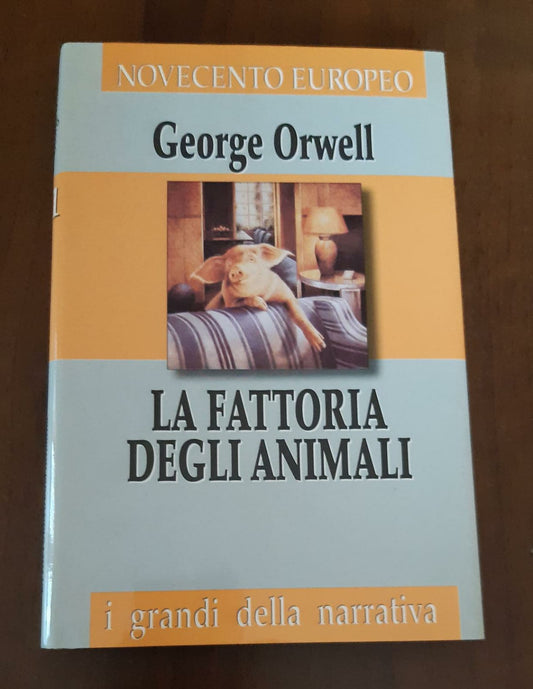 NOVECENTO EUROPEO
George Orwell
LA FATTORIA
DEGLI ANIMALI
i grandi della narrativa